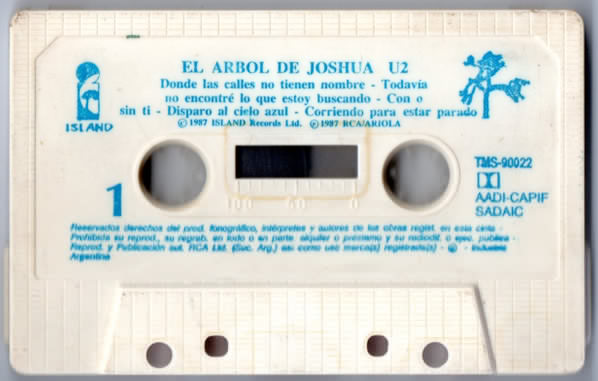 EL ARBOL DE JOSHUA U2
Donde las calles no tienen nombre - Todavía
no encontré lo que estoy buscando - Con o
sin ti - Disparo al cielo azul - Corriendo para estar parado
© 1987 ISLAND Records Ltd. ℗ 1987 RCA/ARIOLA
ISLAND
TMS-90022
AADI-CAPIF
SADAIC
1
100 50 0
Reservados derechos del prod. fonográfico, intérpretes y autores de las obras regist. en esta cinta -
Prohibida su reprod., su regrab. en todo o en parte, alquiler o préstamo y su radiodif. o ejec. pública -
Reprod. y Publicación aut. RCA Ltd. (Suc. Arg.) así como uso marca(s) registrada(s) - - Industria
Argentina